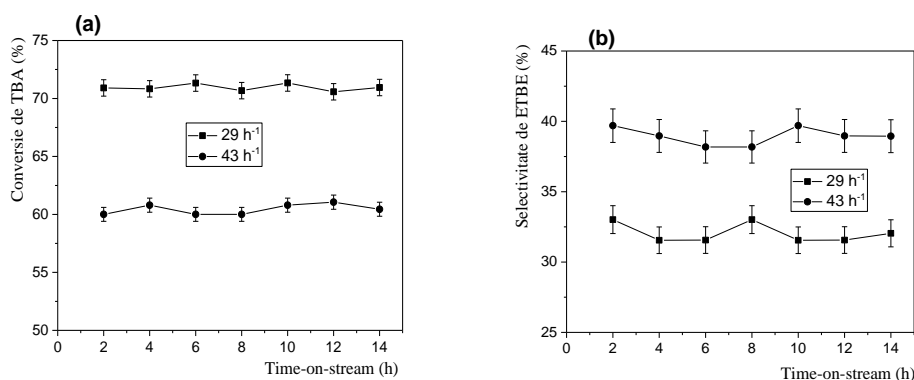 (a)
Conversie de TBA (%)
75
70
65
60
55
50
29 h-1
43 h-1
0 2 4 6 8 10 12 14
Time-on-stream (h)
(b)
Selectivitate de ETBE (%)
45
40
35
30
25
29 h-1
43 h-1
0 2 4 6 8 10 12 14
Time-on-stream (h)